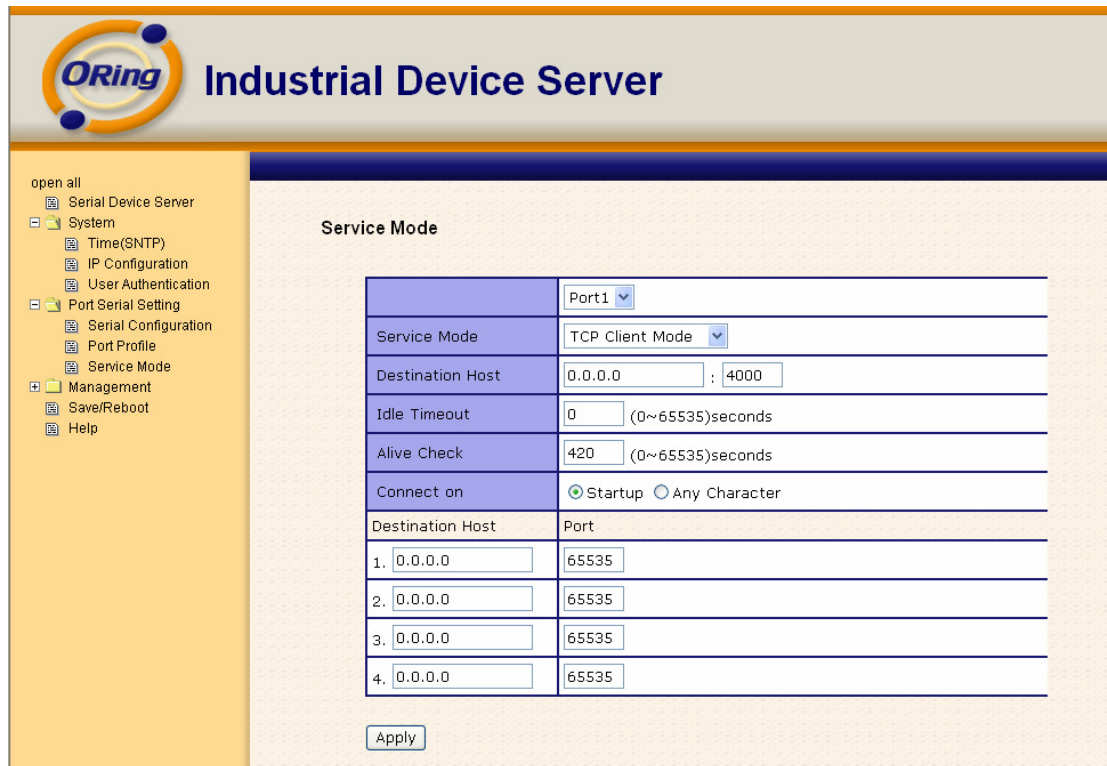 ORing
Industrial Device Server
open all
Serial Device Server
System
Time(SNTP)
IP Configuration
User Authentication
Port Serial Setting
Serial Configuration
Port Profile
Service Mode
Management
Save/Reboot
Help
Service Mode
Port1
Service Mode TCP Client Mode
Destination Host 0.0.0.0 : 4000
Idle Timeout 0 (0~65535)seconds
Alive Check 420 (0~65535)seconds
Connect on Startup Any Character
Destination Host Port
1. 0.0.0.0 65535
2. 0.0.0.0 65535
3. 0.0.0.0 65535
4. 0.0.0.0 65535
Apply